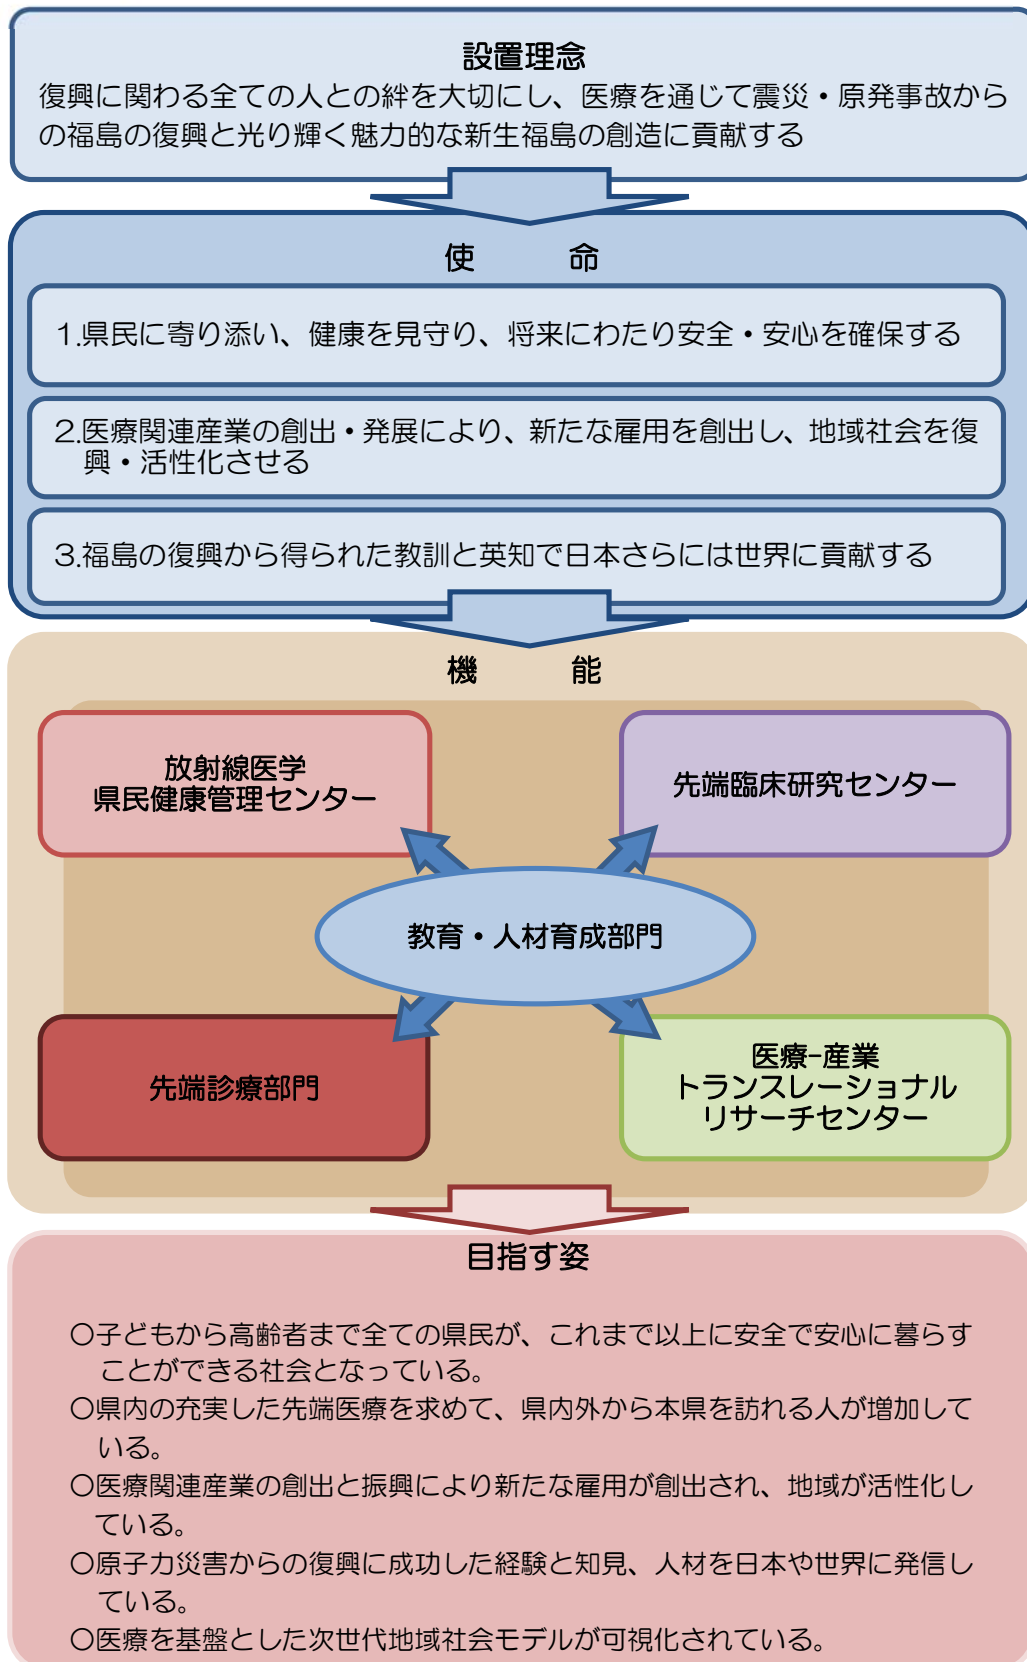 設置理念
復興に関わる全ての人との絆を大切にし、医療を通じて震災・原発事故から
の福島の復興と光り輝く魅力的な新生福島の創造に貢献する
使　命
1.県民に寄り添い、健康を見守り、将来にわたり安全・安心を確保する
2.医療関連産業の創出・発展により、新たな雇用を創出し、地域社会を復
興・活性化させる
3.福島の復興から得られた教訓と英知で日本さらには世界に貢献する
機　能
放射線医学
県民健康管理センター
先端臨床研究センター
教育・人材育成部門
先端診療部門
医療-産業
トランスレーショナル
リサーチセンター
目指す姿
○子どもから高齢者まで全ての県民が、これまで以上に安全で安心に暮らす
ことができる社会となっている。
○県内の充実した先端医療を求めて、県内外から本県を訪れる人が増加して
いる。
○医療関連産業の創出と振興により新たな雇用が創出され、地域が活性化し
ている。
○原子力災害からの復興に成功した経験と知見、人材を日本や世界に発信し
ている。
○医療を基盤とした次世代地域社会モデルが可視化されている。